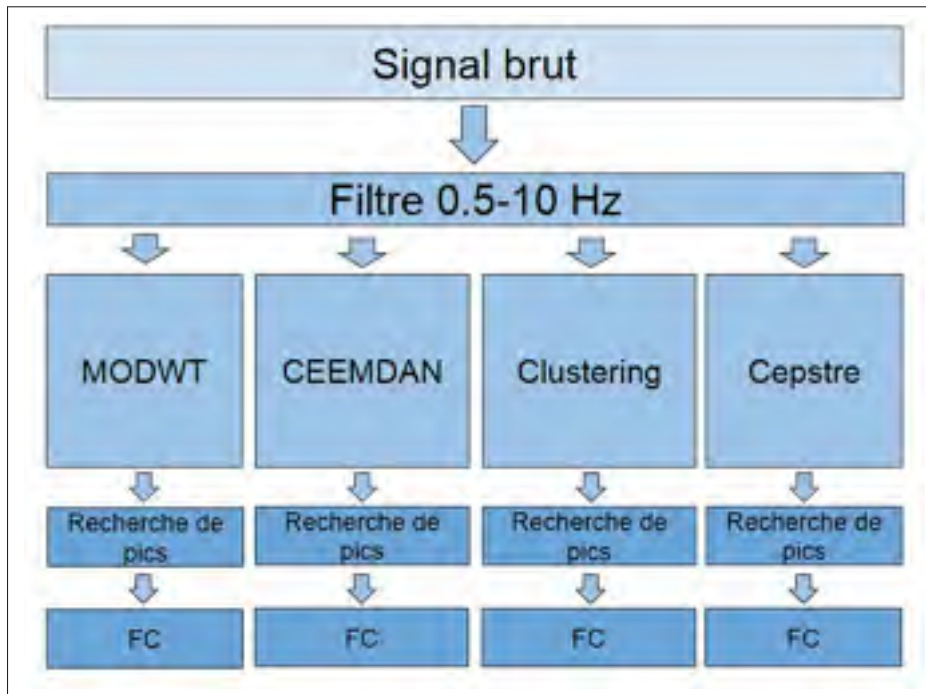 Signal brut
Filtre 0.5-10 Hz
MODWT
CEEMDAN
Clustering
Cepstre
Recherche de
pics
Recherche de
pics
Recherche de
pics
Recherche de
pics
FC
FC
FC
FC